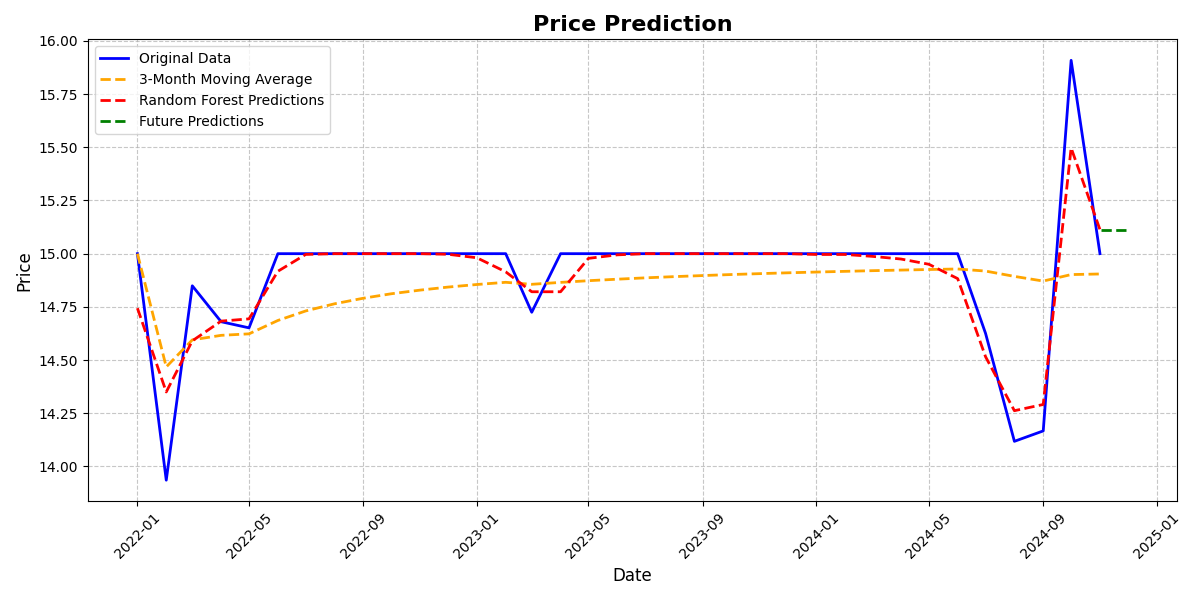 Price Prediction
Original Data
3-Month Moving Average
Random Forest Predictions
Future Predictions
Price
16.00
15.75
15.50
15.25
15.00
14.75
14.50
14.25
14.00
2022-01
2022-05
2022-09
2023-01
2023-05
2023-09
2024-01
2024-05
2024-09
2025-01
Date